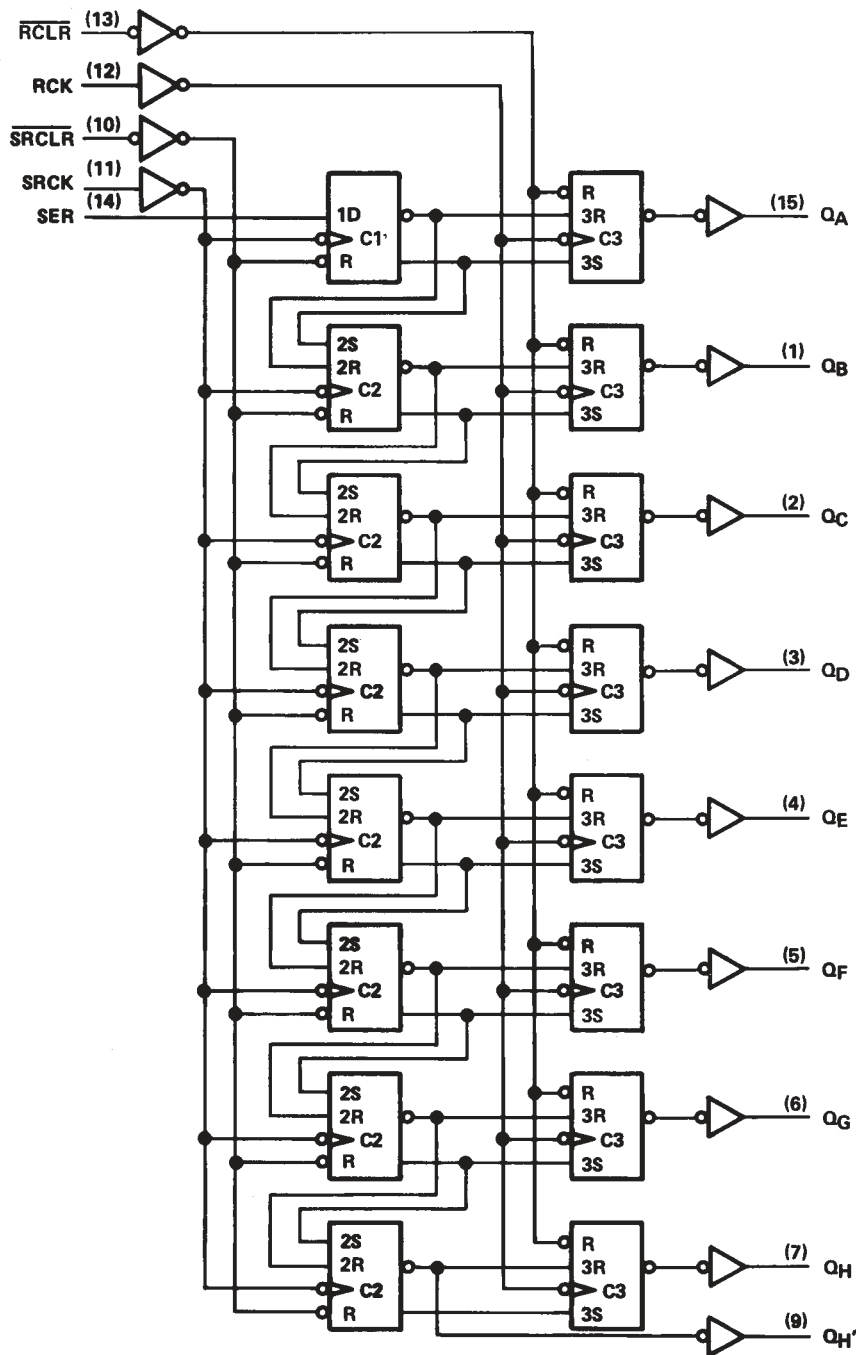 RCLR (13)
RCK (12)
SRCLR (10)
SRCK (11)
SER (14)
1D
C1
R
R
3R
C3
3S
(15) QA
2S
2R
C2
R
R
3R
C3
3S
(1) QB
2S
2R
C2
R
R
3R
C3
3S
(2) QC
2S
2R
C2
R
R
3R
C3
3S
(3) QD
2S
2R
C2
R
R
3R
C3
3S
(4) QE
2S
2R
C2
R
R
3R
C3
3S
(5) QF
2S
2R
C2
R
R
3R
C3
3S
(6) QG
2S
2R
C2
R
R
3R
C3
3S
(7) QH
(9) QH'